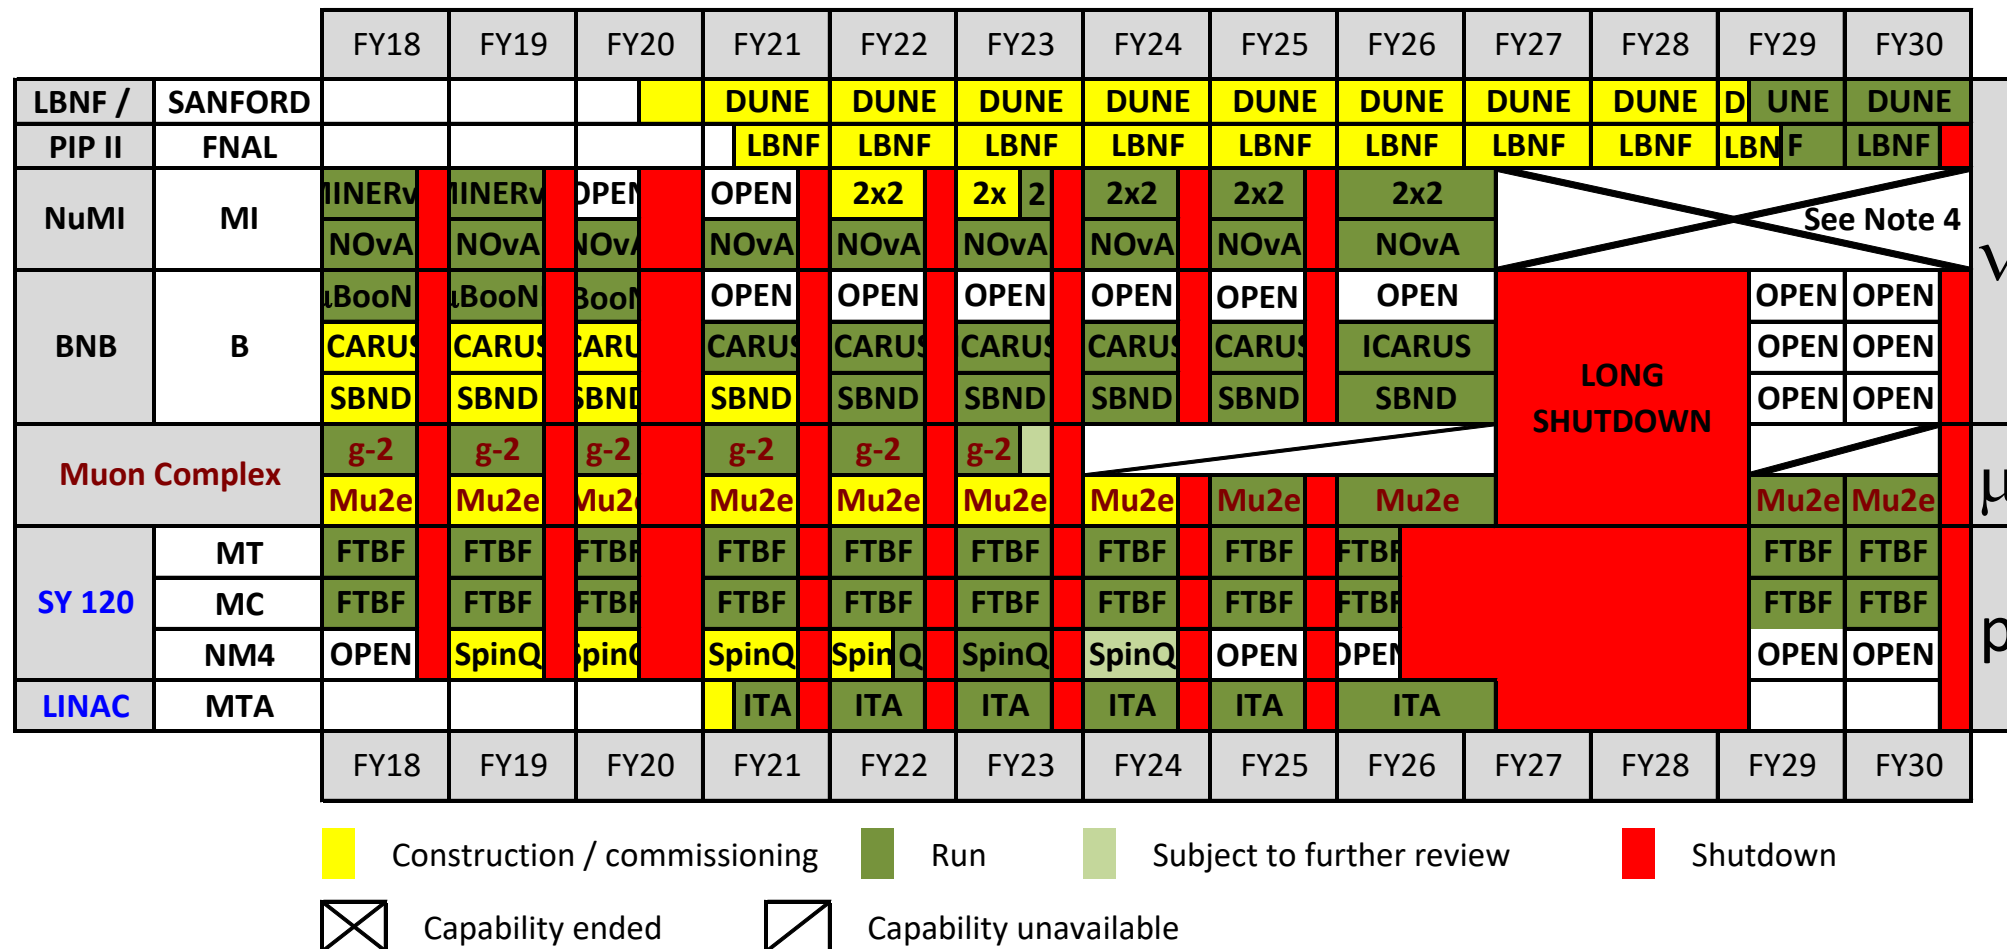 FY18 FY19 FY20 FY21 FY22 FY23 FY24 FY25 FY26 FY27 FY28 FY29 FY30
LBNF / SANFORD DUNE DUNE DUNE DUNE DUNE DUNE DUNE DUNE D UNE DUNE
PIP II FNAL LBNF LBNF LBNF LBNF LBNF LBNF LBNF LBNF LBN F LBNF
NuMI MI
MINERv MINERv OPEN OPEN 2x2 2x 2 2x2 2x2 2x2
See Note 4
NOvA NOvA NOvA NOvA NOvA NOvA NOvA NOvA NOvA
ν
BNB B
μBooN μBooN BooN OPEN OPEN OPEN OPEN OPEN OPEN OPEN OPEN
CARUS CARUS CARU CARUS CARUS CARUS CARUS CARUS ICARUS OPEN OPEN
SBND SBND SBND SBND SBND SBND SBND SBND SBND OPEN OPEN
LONG
SHUTDOWN
Muon Complex
g-2 g-2 g-2 g-2 g-2 g-2
Mu2e Mu2e Mu2e Mu2e Mu2e Mu2e Mu2e Mu2e Mu2e Mu2e Mu2e
μ
SY 120
MT FTBF FTBF FTBF FTBF FTBF FTBF FTBF FTBF FTBF FTBF FTBF
MC FTBF FTBF FTBF FTBF FTBF FTBF FTBF FTBF FTBF FTBF FTBF
NM4 OPEN SpinQ SpinQ SpinQ Spin Q SpinQ SpinQ OPEN OPEN OPEN OPEN
p
LINAC MTA ITA ITA ITA ITA ITA ITA
FY18 FY19 FY20 FY21 FY22 FY23 FY24 FY25 FY26 FY27 FY28 FY29 FY30
Construction / commissioning Run Subject to further review Shutdown
Capability ended Capability unavailable